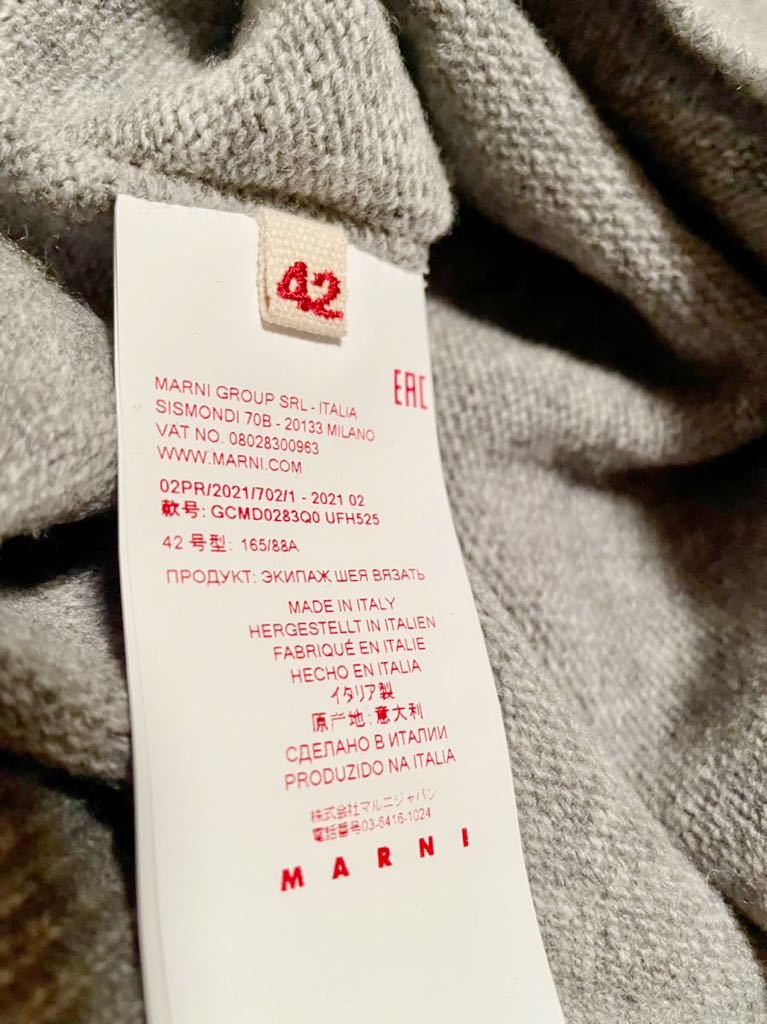 42
EAC
MARNI GROUP SRL - ITALIA
SISMONDI 70B - 20133 MILANO
VAT NO. 08028300963
WWW.MARNI.COM
02PR/2021/702/1 - 2021 02
款号: GCMD0283Q0 UFH525
42 号型: 165/88A
ПРОДУКТ: ЭКИПАЖ ШЕЯ ВЯЗАТЬ
MADE IN ITALY
HERGESTELLT IN ITALIEN
FABRIQUÉ EN ITALIE
HECHO EN ITALIA
イタリア製
原产地:意大利
СДЕЛАНО В ИТАЛИИ
PRODUZIDO NA ITALIA
株式会社マルニジャパン
電話番号03-6416-1024
MARNI